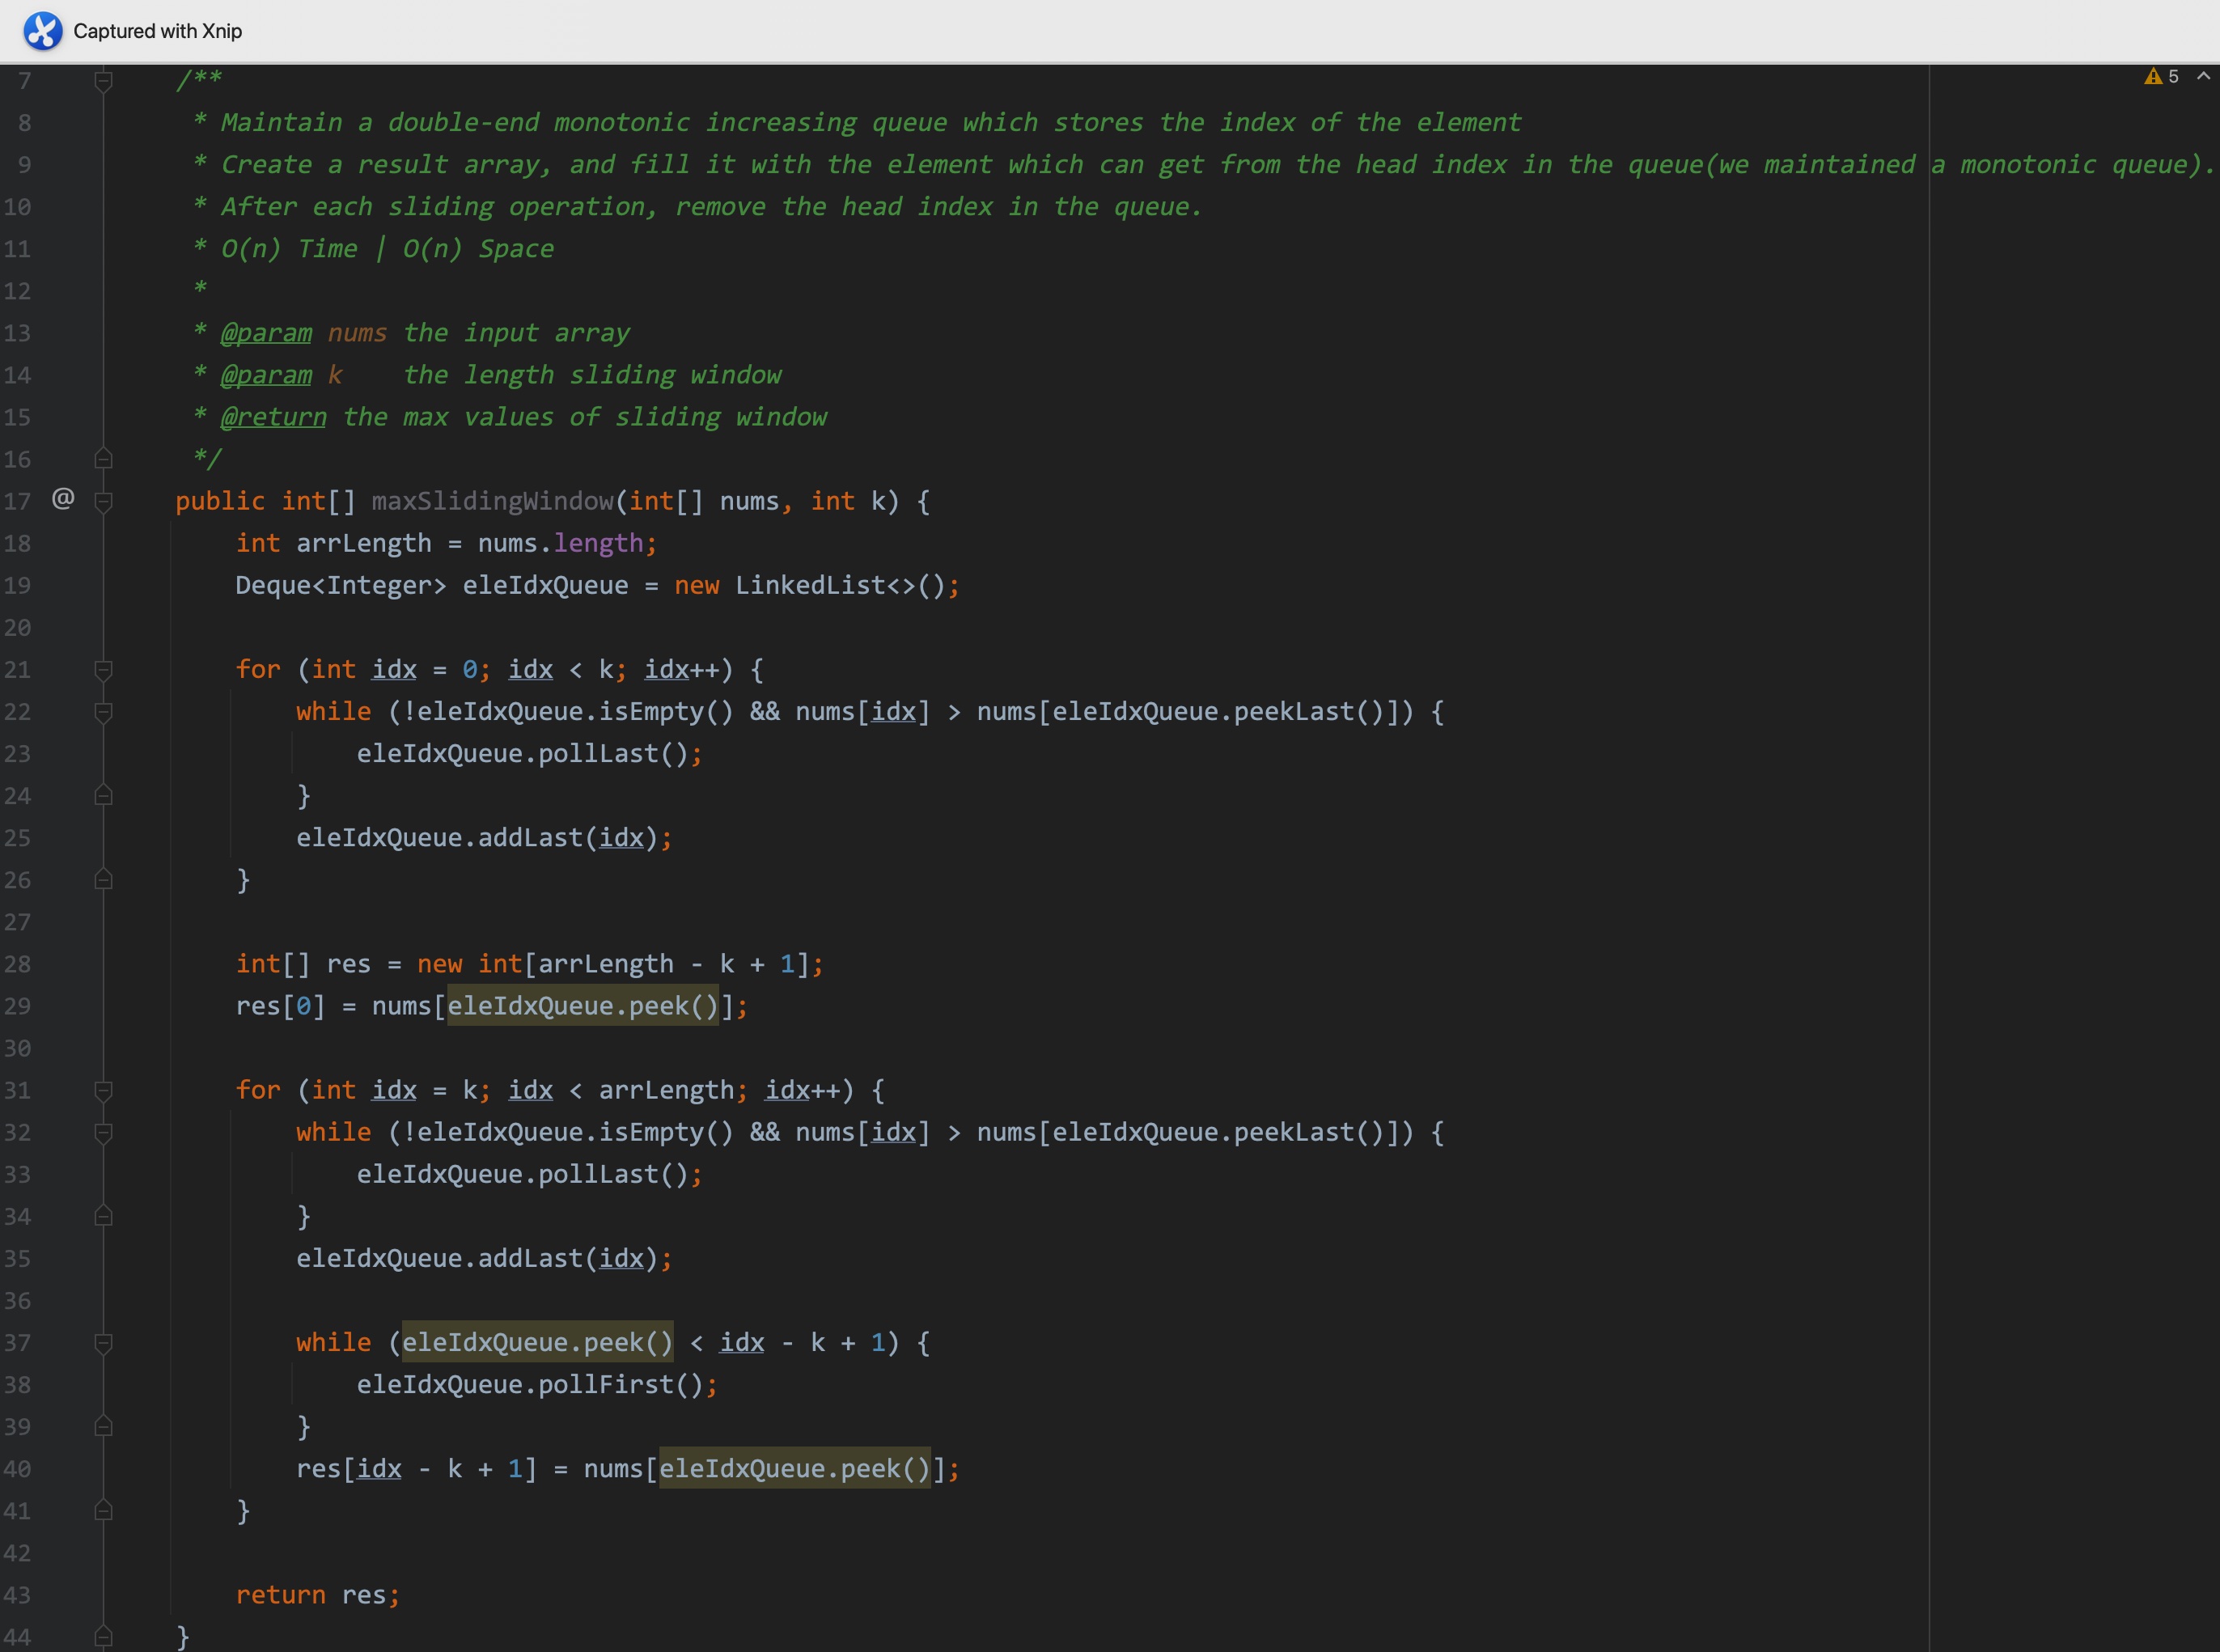 Captured with Xnip
5
7 /**
8 * Maintain a double-end monotonic increasing queue which stores the index of the element
9 * Create a result array, and fill it with the element which can get from the head index in the queue(we maintained a monotonic queue).
10 * After each sliding operation, remove the head index in the queue.
11 * O(n) Time | O(n) Space
12 *
13 * @param nums the input array
14 * @param k    the length sliding window
15 * @return the max values of sliding window
16 */
17 @ public int[] maxSlidingWindow(int[] nums, int k) {
18 int arrLength = nums.length;
19 Deque<Integer> eleIdxQueue = new LinkedList<>();
20
21 for (int idx = 0; idx < k; idx++) {
22 while (!eleIdxQueue.isEmpty() && nums[idx] > nums[eleIdxQueue.peekLast()]) {
23 eleIdxQueue.pollLast();
24 }
25 eleIdxQueue.addLast(idx);
26 }
27
28 int[] res = new int[arrLength - k + 1];
29 res[0] = nums[eleIdxQueue.peek()];
30
31 for (int idx = k; idx < arrLength; idx++) {
32 while (!eleIdxQueue.isEmpty() && nums[idx] > nums[eleIdxQueue.peekLast()]) {
33 eleIdxQueue.pollLast();
34 }
35 eleIdxQueue.addLast(idx);
36
37 while (eleIdxQueue.peek() < idx - k + 1) {
38 eleIdxQueue.pollFirst();
39 }
40 res[idx - k + 1] = nums[eleIdxQueue.peek()];
41 }
42
43 return res;
44 }